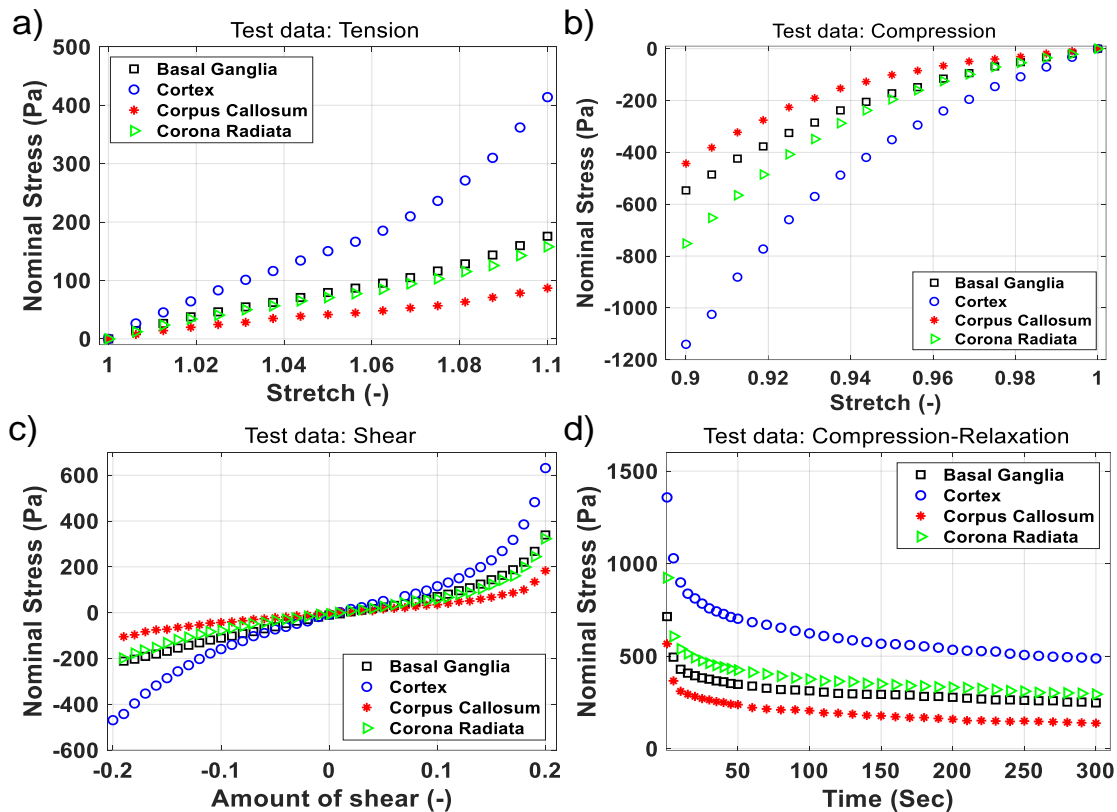 a)
Test data: Tension
500
400
300
200
100
0
Nominal Stress (Pa)
Basal Ganglia
Cortex
Corpus Callosum
Corona Radiata
1
1.02
1.04
1.06
1.08
1.1
Stretch (-)
b)
Test data: Compression
0
-200
-400
-600
-800
-1000
-1200
Nominal Stress (Pa)
Basal Ganglia
Cortex
Corpus Callosum
Corona Radiata
0.9
0.92
0.94
0.96
0.98
1
Stretch (-)
c)
Test data: Shear
600
400
200
0
-200
-400
-600
Nominal Stress (Pa)
Basal Ganglia
Cortex
Corpus Callosum
Corona Radiata
-0.2
-0.1
0
0.1
0.2
Amount of shear (-)
d)
Test data: Compression-Relaxation
1500
1000
500
0
Nominal Stress (Pa)
Basal Ganglia
Cortex
Corpus Callosum
Corona Radiata
50
100
150
200
250
300
Time (Sec)